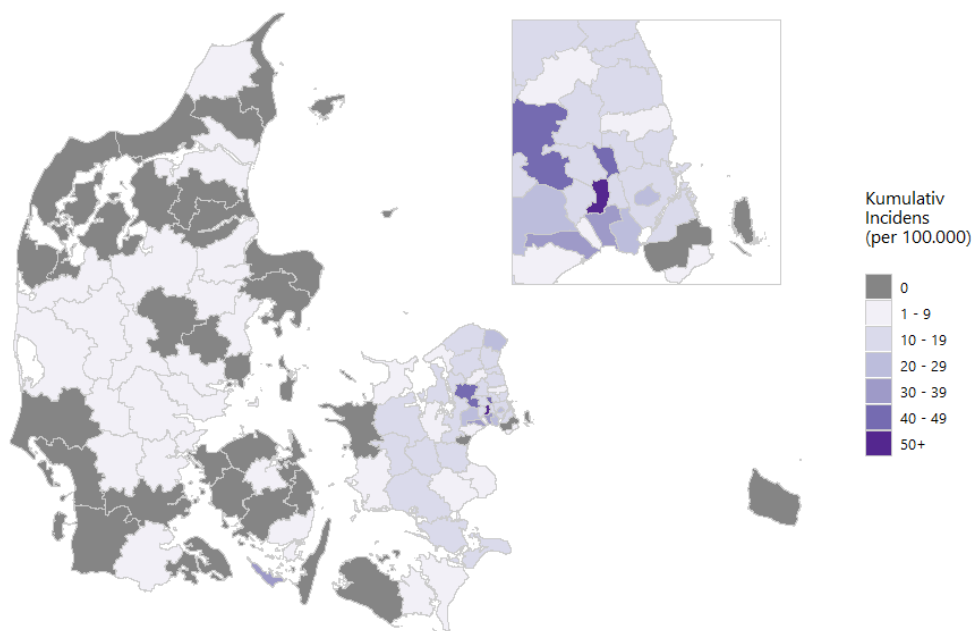 Kumulativ
Incidens
(per 100.000)
0
1 - 9
10 - 19
20 - 29
30 - 39
40 - 49
50+